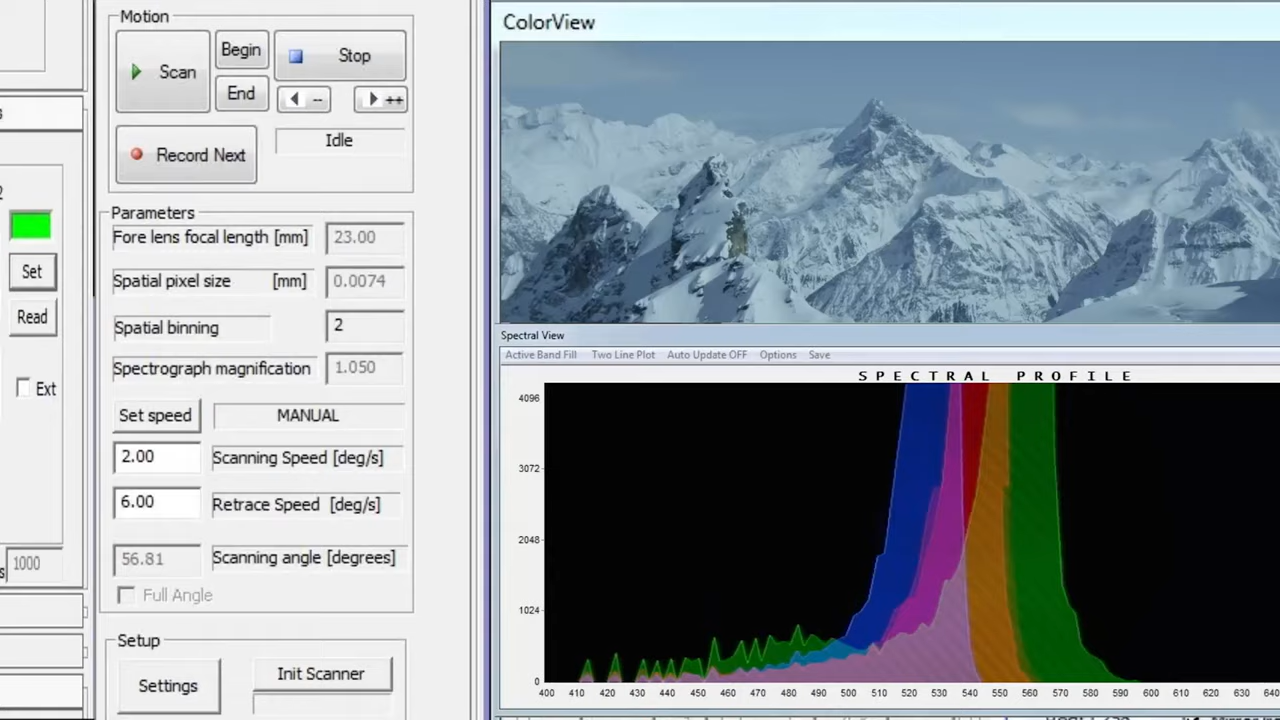 Motion
Scan
Begin
Stop
End
--
++
Record Next
Idle
Parameters
Fore lens focal length [mm] 23.00
Set
Spatial pixel size [mm] 0.0074
Read
Spatial binning 2
Spectrograph magnification 1.050
Ext
Set speed MANUAL
2.00 Scanning Speed [deg/s]
6.00 Retrace Speed [deg/s]
56.81 Scanning angle [degrees]
1000
Full Angle
Setup
Settings
Init Scanner
ColorView
Spectral View
Active Band Fill Two Line Plot Auto Update OFF Options Save
SPECTRAL PROFILE
4096
3072
2048
1024
0
400 410 420 430 440 450 460 470 480 490 500 510 520 530 540 550 560 570 580 590 600 610 620 630